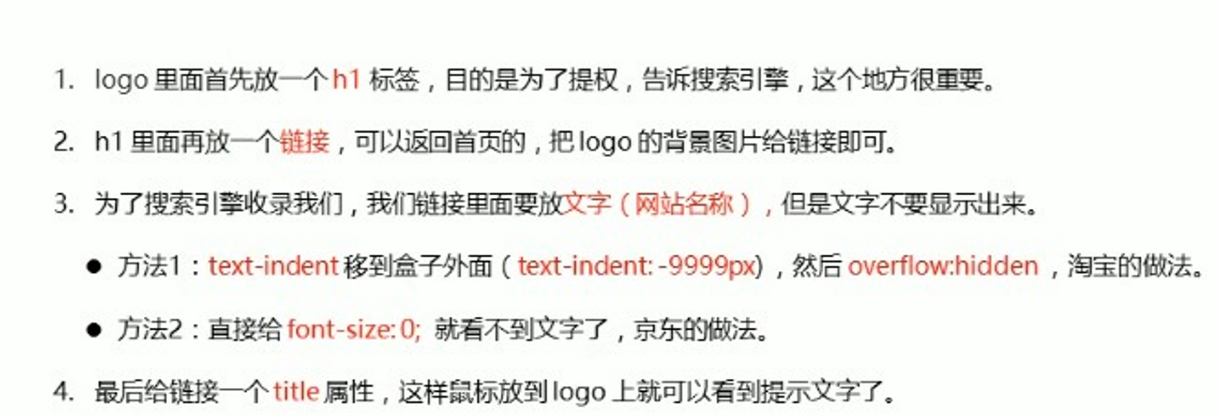 1. logo 里面首先放一个 h1 标签，目的是为了提权，告诉搜索引擎，这个地方很重要。
2. h1 里面再放一个链接，可以返回首页的，把 logo 的背景图片给链接即可。
3. 为了搜索引擎收录我们，我们链接里面要放文字（网站名称），但是文字不要显示出来。
● 方法1：text-indent 移到盒子外面（ text-indent: -9999px) ，然后 overflow:hidden ，淘宝的做法。
● 方法2：直接给 font-size: 0; 就看不到文字了，京东的做法。
4. 最后给链接一个 title 属性，这样鼠标放到 logo 上就可以看到提示文字了。